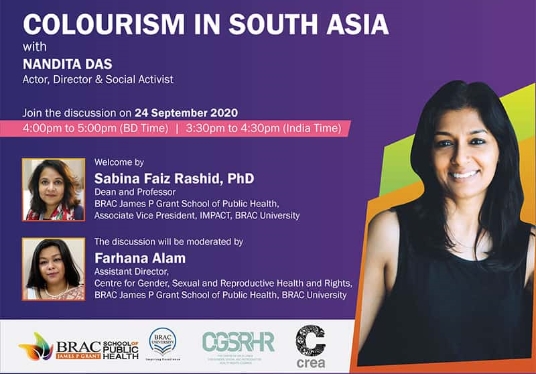 COLOURISM IN SOUTH ASIA
with
NANDITA DAS
Actor, Director & Social Activist
Join the discussion on 24 September 2020
4:00pm to 5:00pm (BD Time) | 3:30pm to 4:30pm (India Time)
Welcome by
Sabina Faiz Rashid, PhD
Dean and Professor
BRAC James P Grant School of Public Health,
Associate Vice President, IMPACT, BRAC University
The discussion will be moderated by
Farhana Alam
Assistant Director,
Centre for Gender, Sexual and Reproductive Health and Rights,
BRAC James P Grant School of Public Health, BRAC University
BRAC SCHOOL OF
JAMES P GRANT PUBLIC
HEALTH
BRAC
UNIVERSITY
Inspiring Excellence
CGSRHR
crea